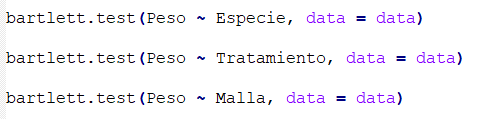 bartlett.test(Peso ~ Especie, data = data)
bartlett.test(Peso ~ Tratamiento, data = data)
bartlett.test(Peso ~ Malla, data = data)